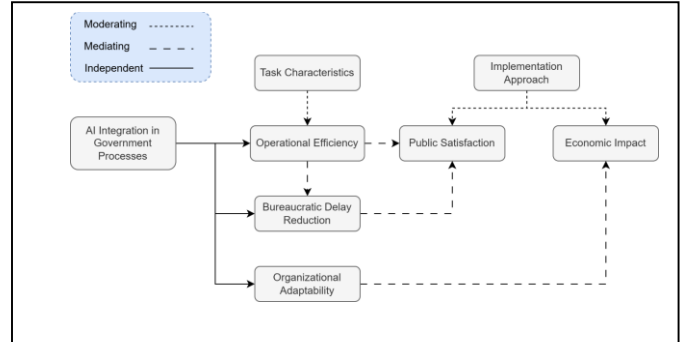 Moderating
Mediating
Independent
Task Characteristics
Implementation
Approach
AI Integration in
Government
Processes
Operational Efficiency
Public Satisfaction
Economic Impact
Bureaucratic Delay
Reduction
Organizational
Adaptability